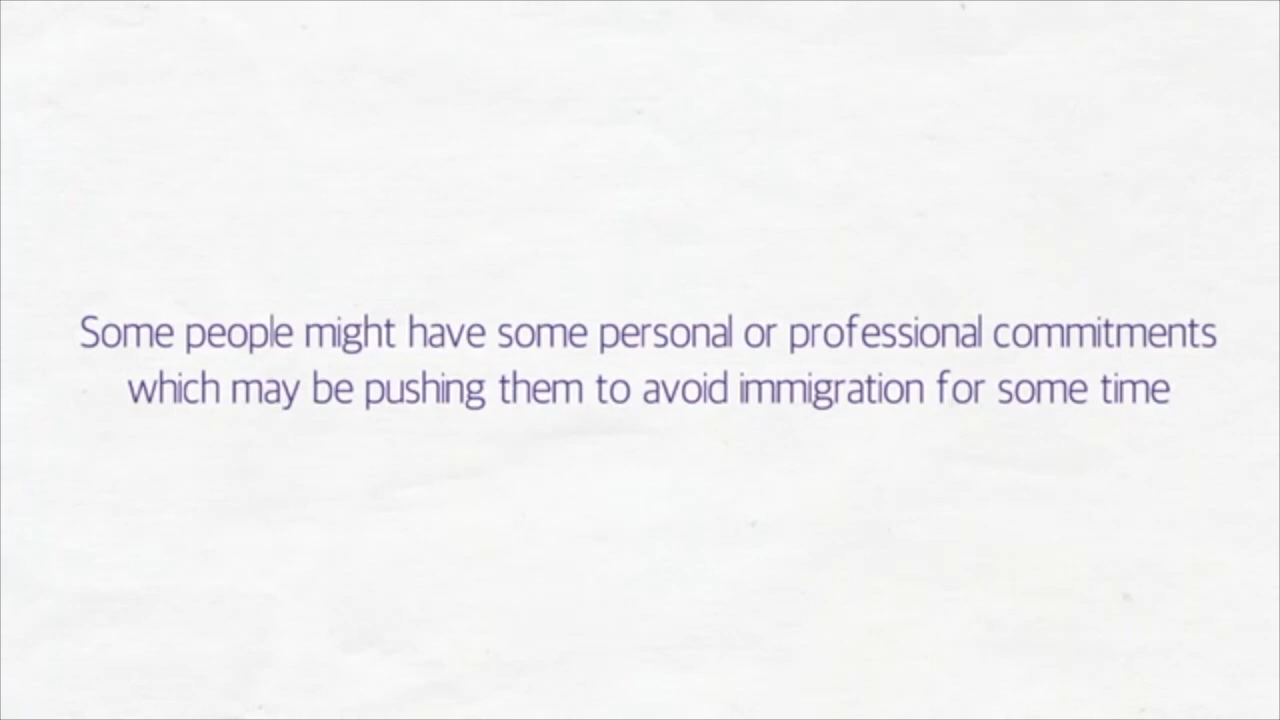 Some people might have some personal or professional commitments
which may be pushing them to avoid immigration for some time